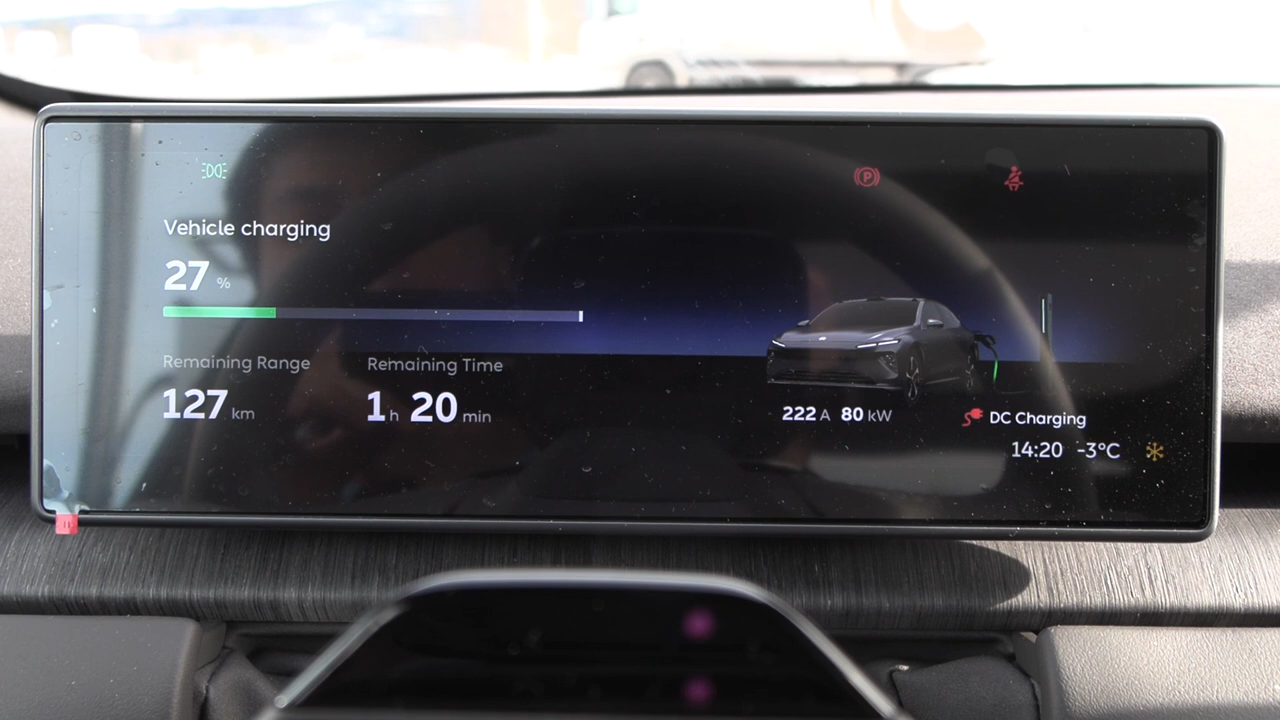 Vehicle charging
27 %
Remaining Range
Remaining Time
127 km
1 h 20 min
P
222 A 80 kW
DC Charging
14:20 -3°C